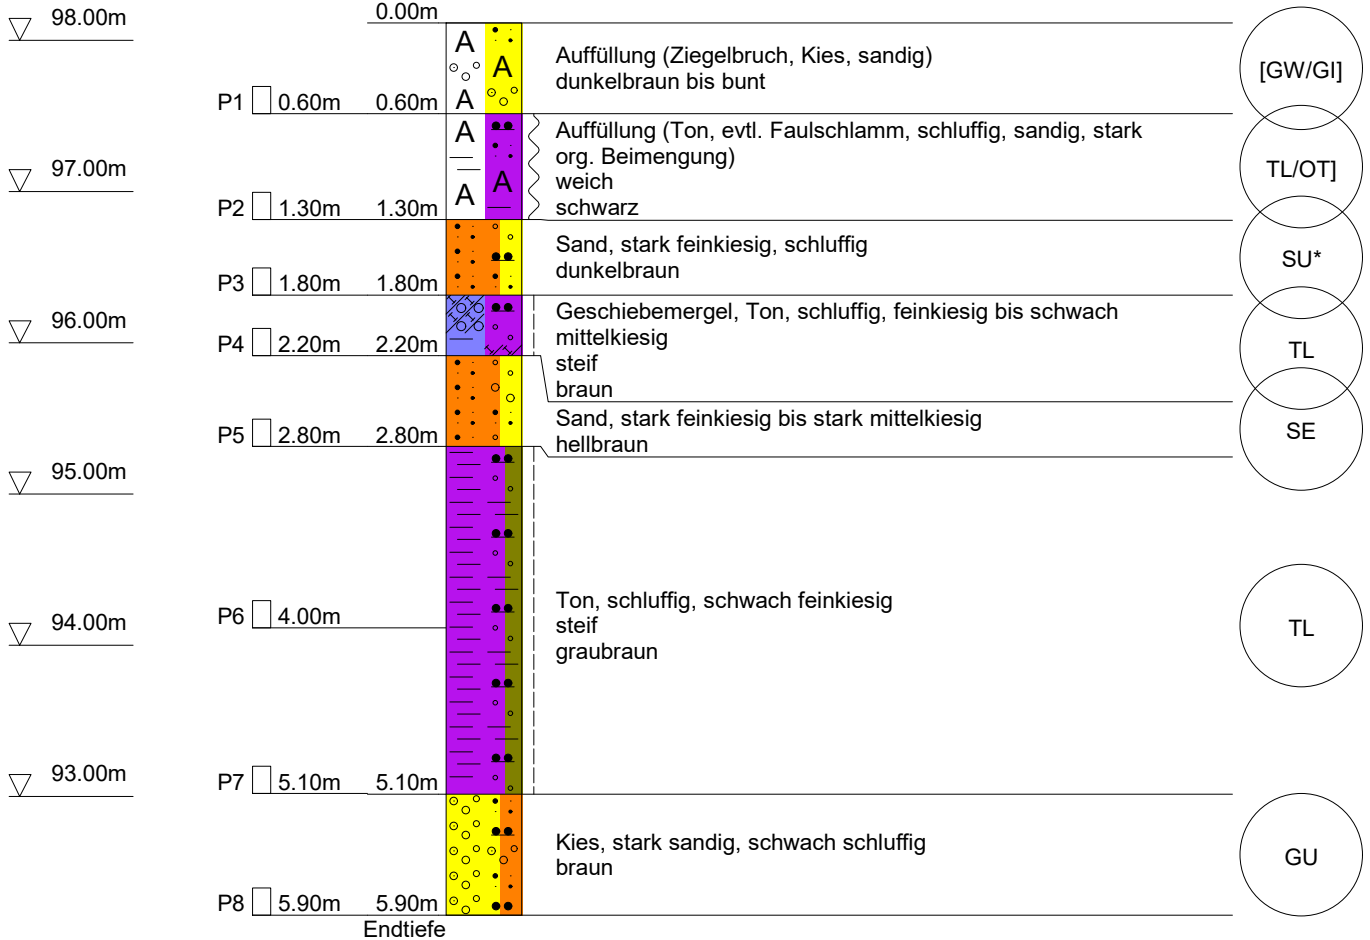 0.00m
98.00m
A
A
A
Auffüllung (Ziegelbruch, Kies, sandig)
dunkelbraun bis bunt
[GW/GI]
P1 0.60m 0.60m
A
A
A
Auffüllung (Ton, evtl. Faulschlamm, schluffig, sandig, stark
org. Beimengung)
weich
schwarz
TL/OT]
97.00m
P2 1.30m 1.30m
Sand, stark feinkiesig, schluffig
dunkelbraun
SU*
P3 1.80m 1.80m
96.00m
Geschiebemergel, Ton, schluffig, feinkiesig bis schwach
mittelkiesig
steif
braun
TL
P4 2.20m 2.20m
Sand, stark feinkiesig bis stark mittelkiesig
hellbraun
SE
P5 2.80m 2.80m
95.00m
Ton, schluffig, schwach feinkiesig
steif
graubraun
TL
P6 4.00m
94.00m
93.00m
P7 5.10m 5.10m
Kies, stark sandig, schwach schluffig
braun
GU
P8 5.90m 5.90m
Endtiefe